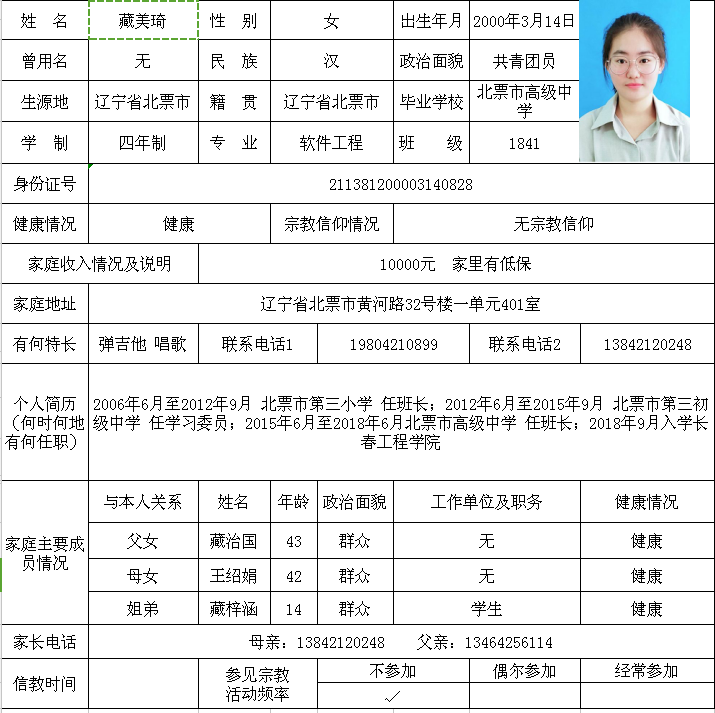 姓 名 藏美琦 性 别 女 出生年月 2000年3月14日
曾用名 无 民 族 汉 政治面貌 共青团员
生源地 辽宁省北票市 籍 贯 辽宁省北票市 毕业学校 北票市高级中
学
学 制 四年制 专 业 软件工程 班 级 1841
身份证号 211381200003140828
健康情况 健康 宗教信仰情况 无宗教信仰
家庭收入情况及说明 10000元 家里有低保
家庭地址 辽宁省北票市黄河路32号楼一单元401室
有何特长 弹吉他 唱歌 联系电话1 19804210899 联系电话2 13842120248
个人简历
（何时何地
有何任职）
2006年6月至2012年9月 北票市第三小学 任班长；2012年6月至2015年9月 北票市第三初
级中学 任学习委员；2015年6月至2018年6月北票市高级中学 任班长；2018年9月入学长
春工程学院
家庭主要成
员情况
与本人关系 姓名 年龄 政治面貌 工作单位及职务 健康情况
父女 藏治国 43 群众 无 健康
母女 王绍娟 42 群众 无 健康
姐弟 藏梓涵 14 群众 学生 健康
家长电话 母亲：13842120248 父亲：13464256114
信教时间 参见宗教
活动频率
不参加 偶尔参加 经常参加
✓